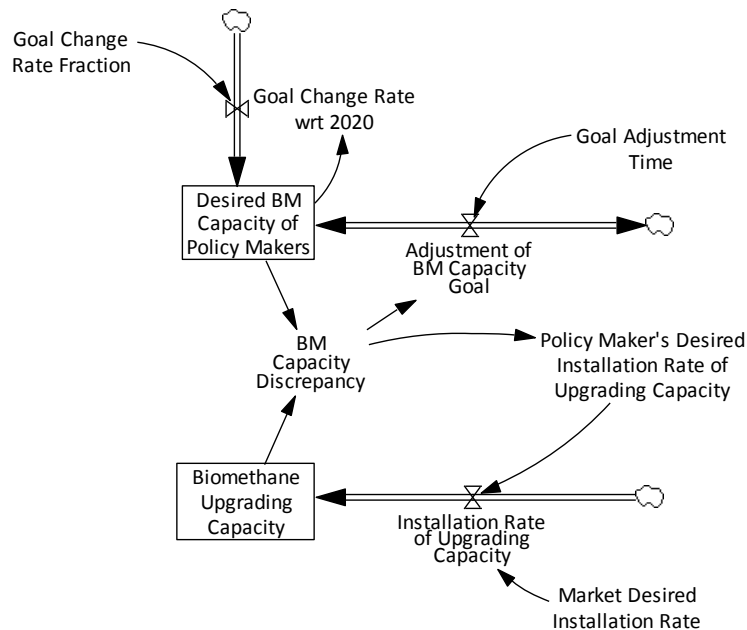 Goal Change
Rate Fraction
Goal Change Rate
wrt 2020
Goal Adjustment
Time
Desired BM
Capacity of
Policy Makers
Adjustment of
BM Capacity
Goal
BM
Capacity
Discrepancy
Policy Maker's Desired
Installation Rate of
Upgrading Capacity
Biomethane
Upgrading
Capacity
Installation Rate
of Upgrading
Capacity
Market Desired
Installation Rate